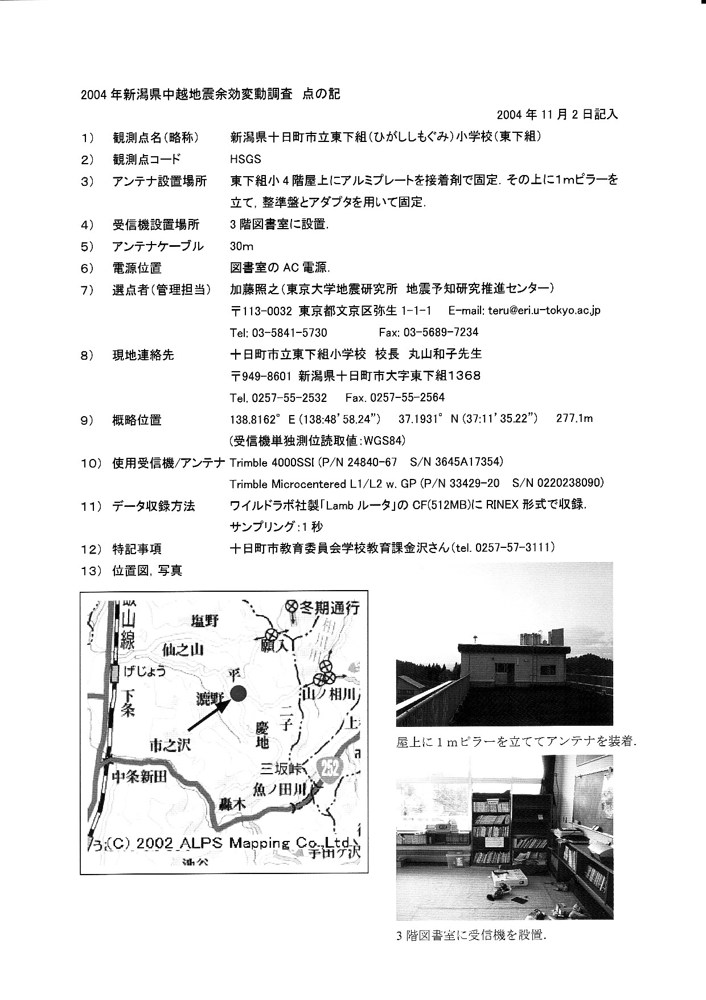 2004 年新潟県中越地震余効変動調査　点の記
2004 年 11 月 2 日記入
1)　観測点名(略称)　新潟県十日町市立東下組(ひがししもぐみ)小学校(東下組)
2)　観測点コード　HSGS
3)　アンテナ設置場所　東下組小 4 階屋上にアルミプレートを接着剤で固定. その上に1mピラーを
立て, 整準盤とアダプタを用いて固定.
4)　受信機設置場所　3 階図書室に設置.
5)　アンテナケーブル　30m
6)　電源位置　図書室の AC 電源.
7)　選点者(管理担当)　加藤照之(東京大学地震研究所　地震予知研究推進センター)
〒113-0032 東京都文京区弥生 1-1-1　E-mail: teru@eri.u-tokyo.ac.jp
Tel: 03-5841-5730　Fax: 03-5689-7234
8)　現地連絡先　十日町市立東下組小学校　校長　丸山和子先生
〒949-8601 新潟県十日町市大字東下組1368
Tel. 0257-55-2532　Fax. 0257-55-2564
9)　概略位置　138.8162° E (138:48' 58.24")　37.1931° N (37:11' 35.22")　277.1m
(受信機単独測位読取値:WGS84)
10)　使用受信機/アンテナ Trimble 4000SSI (P/N 24840-67　S/N 3645A17354)
Trimble Microcentered L1/L2 w. GP (P/N 33429-20　S/N 0220238090)
11)　データ収録方法　ワイルドラボ社製「Lamb ルータ」の CF(512MB)に RINEX 形式で収録.
サンプリング:1 秒
12)　特記事項　十日町市教育委員会学校教育課金沢さん(tel. 0257-57-3111)
13)　位置図, 写真
山線
冬期通行
塩野
願入
仙之山
げじょう
平
下条
漉野
山ノ相川
二子
上
慶地
市之沢
三坂峠
252
中条新田
魚ノ田川
轟木
う
(C) 2002 ALPS Mapping Co.,Ltd.
池谷
屋上に 1 mピラーを立ててアンテナを装着.
3 階図書室に受信機を設置.